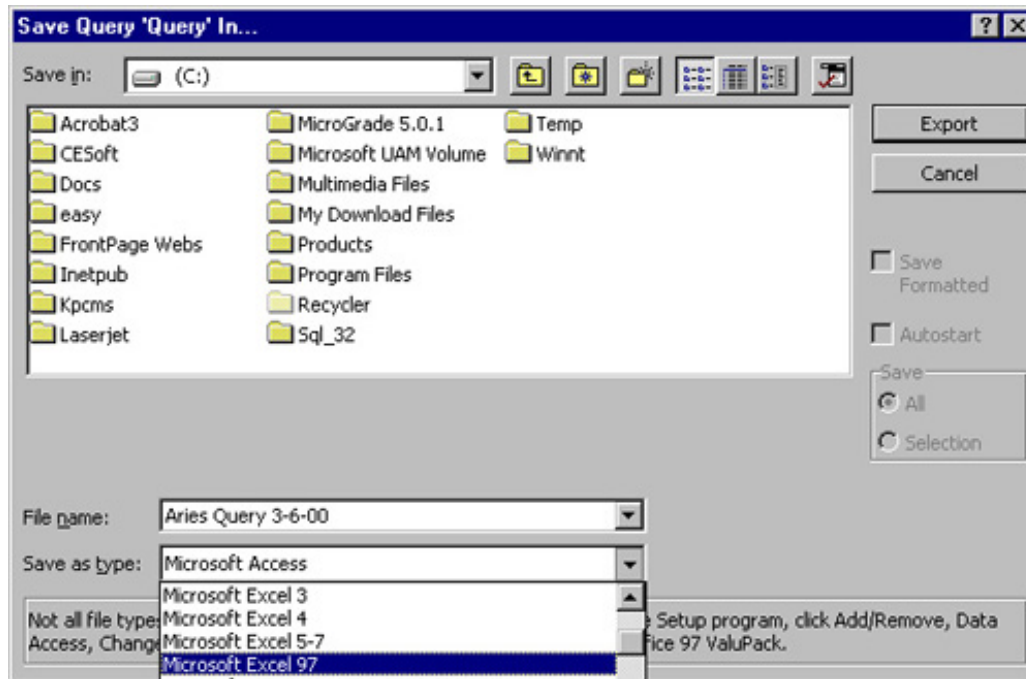 Save Query 'Query' In...
Save in: (C:)
Acrobat3
CESoft
Docs
easy
FrontPage Webs
Inetpub
Kpcms
Laserjet
MicroGrade 5.0.1
Microsoft UAM Volume
Multimedia Files
My Download Files
Products
Program Files
Recycler
Sql_32
Temp
Winnt
Export
Cancel
Save
Formatted
Autostart
Save
All
Selection
File name: Aries Query 3-6-00
Save as type: Microsoft Access
Microsoft Excel 3
Microsoft Excel 4
Microsoft Excel 5-7
Microsoft Excel 97
Not all file types Setup program, click Add/Remove, Data
Access, Change ValuPack.